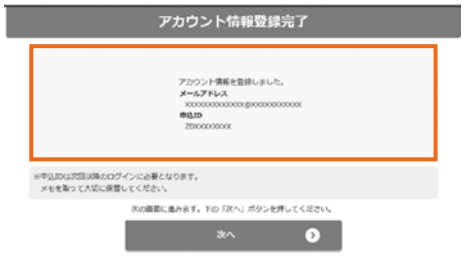 アカウント情報登録完了
アカウント情報を登録しました。
メールアドレス
XXXXXXXXXXXXX@XXXXXXXXXXX
申込ID
ZDXXXXXXXX
※申込IDは次回以降のログインに必要となります。
メモを取って大切に保管してください。
次の画面に進みます。下の「次へ」ボタンを押してください。
次へ